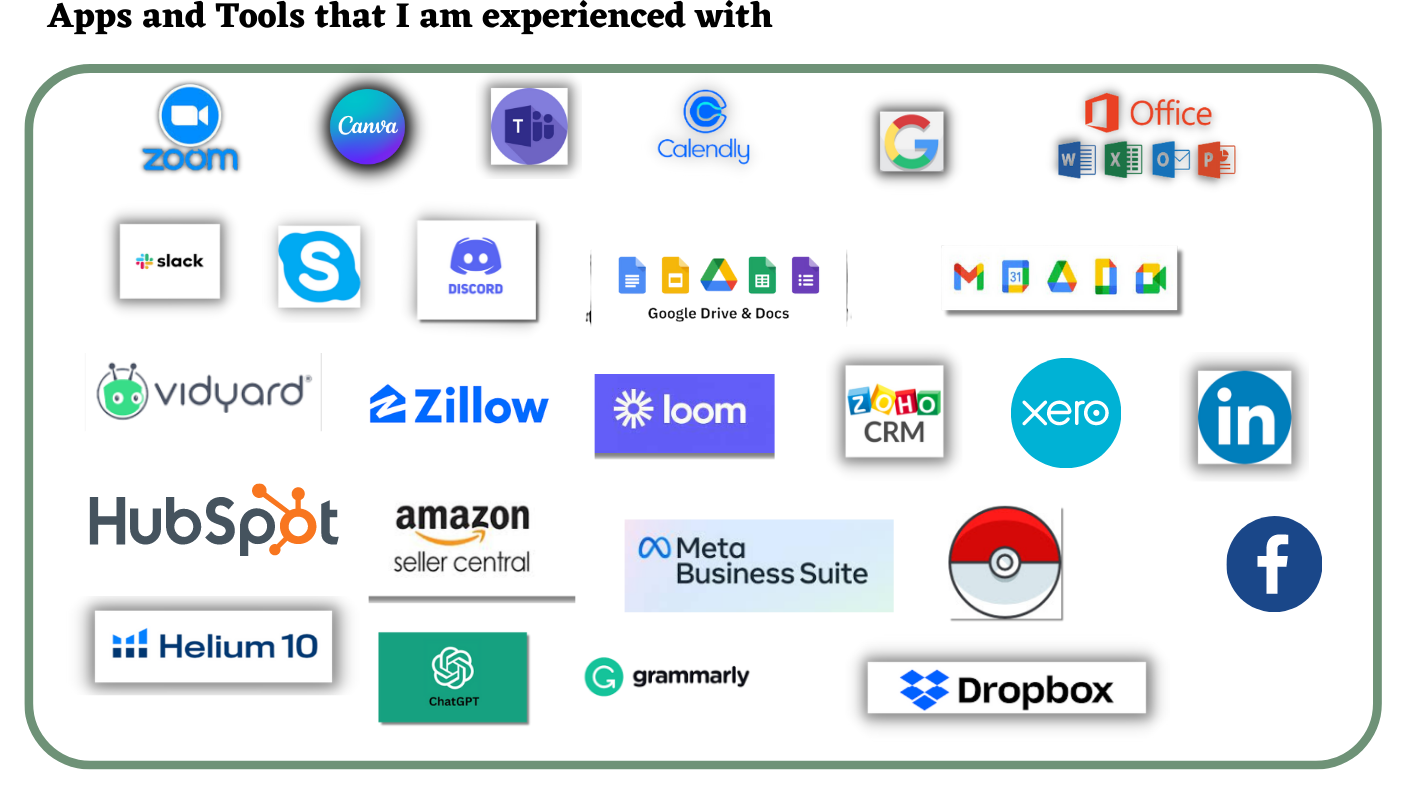 Apps and Tools that I am experienced with
zoom
Canva
T
Calendly
G
Office
W X O P
slack
S
DISCORD
Google Drive & Docs
31
vidyard®
Zillow
loom
ZOHO
CRM
xero
in
HubSpot
amazon
seller central
Meta
Business Suite
f
Helium 10
ChatGPT
G grammarly
Dropbox